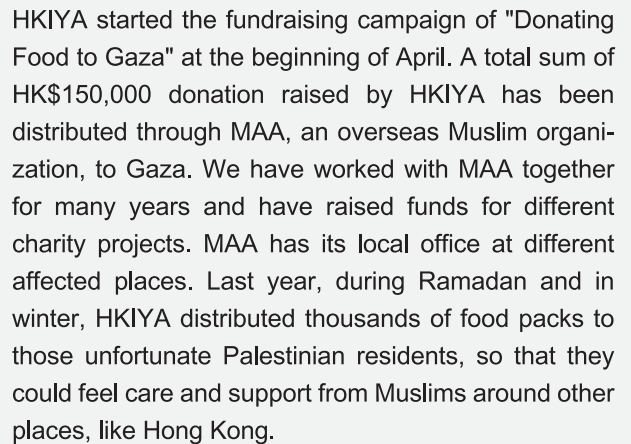 HKIYA started the fundraising campaign of "Donating
Food to Gaza" at the beginning of April. A total sum of
HK$150,000 donation raised by HKIYA has been
distributed through MAA, an overseas Muslim organi-
zation, to Gaza. We have worked with MAA together
for many years and have raised funds for different
charity projects. MAA has its local office at different
affected places. Last year, during Ramadan and in
winter, HKIYA distributed thousands of food packs to
those unfortunate Palestinian residents, so that they
could feel care and support from Muslims around other
places, like Hong Kong.